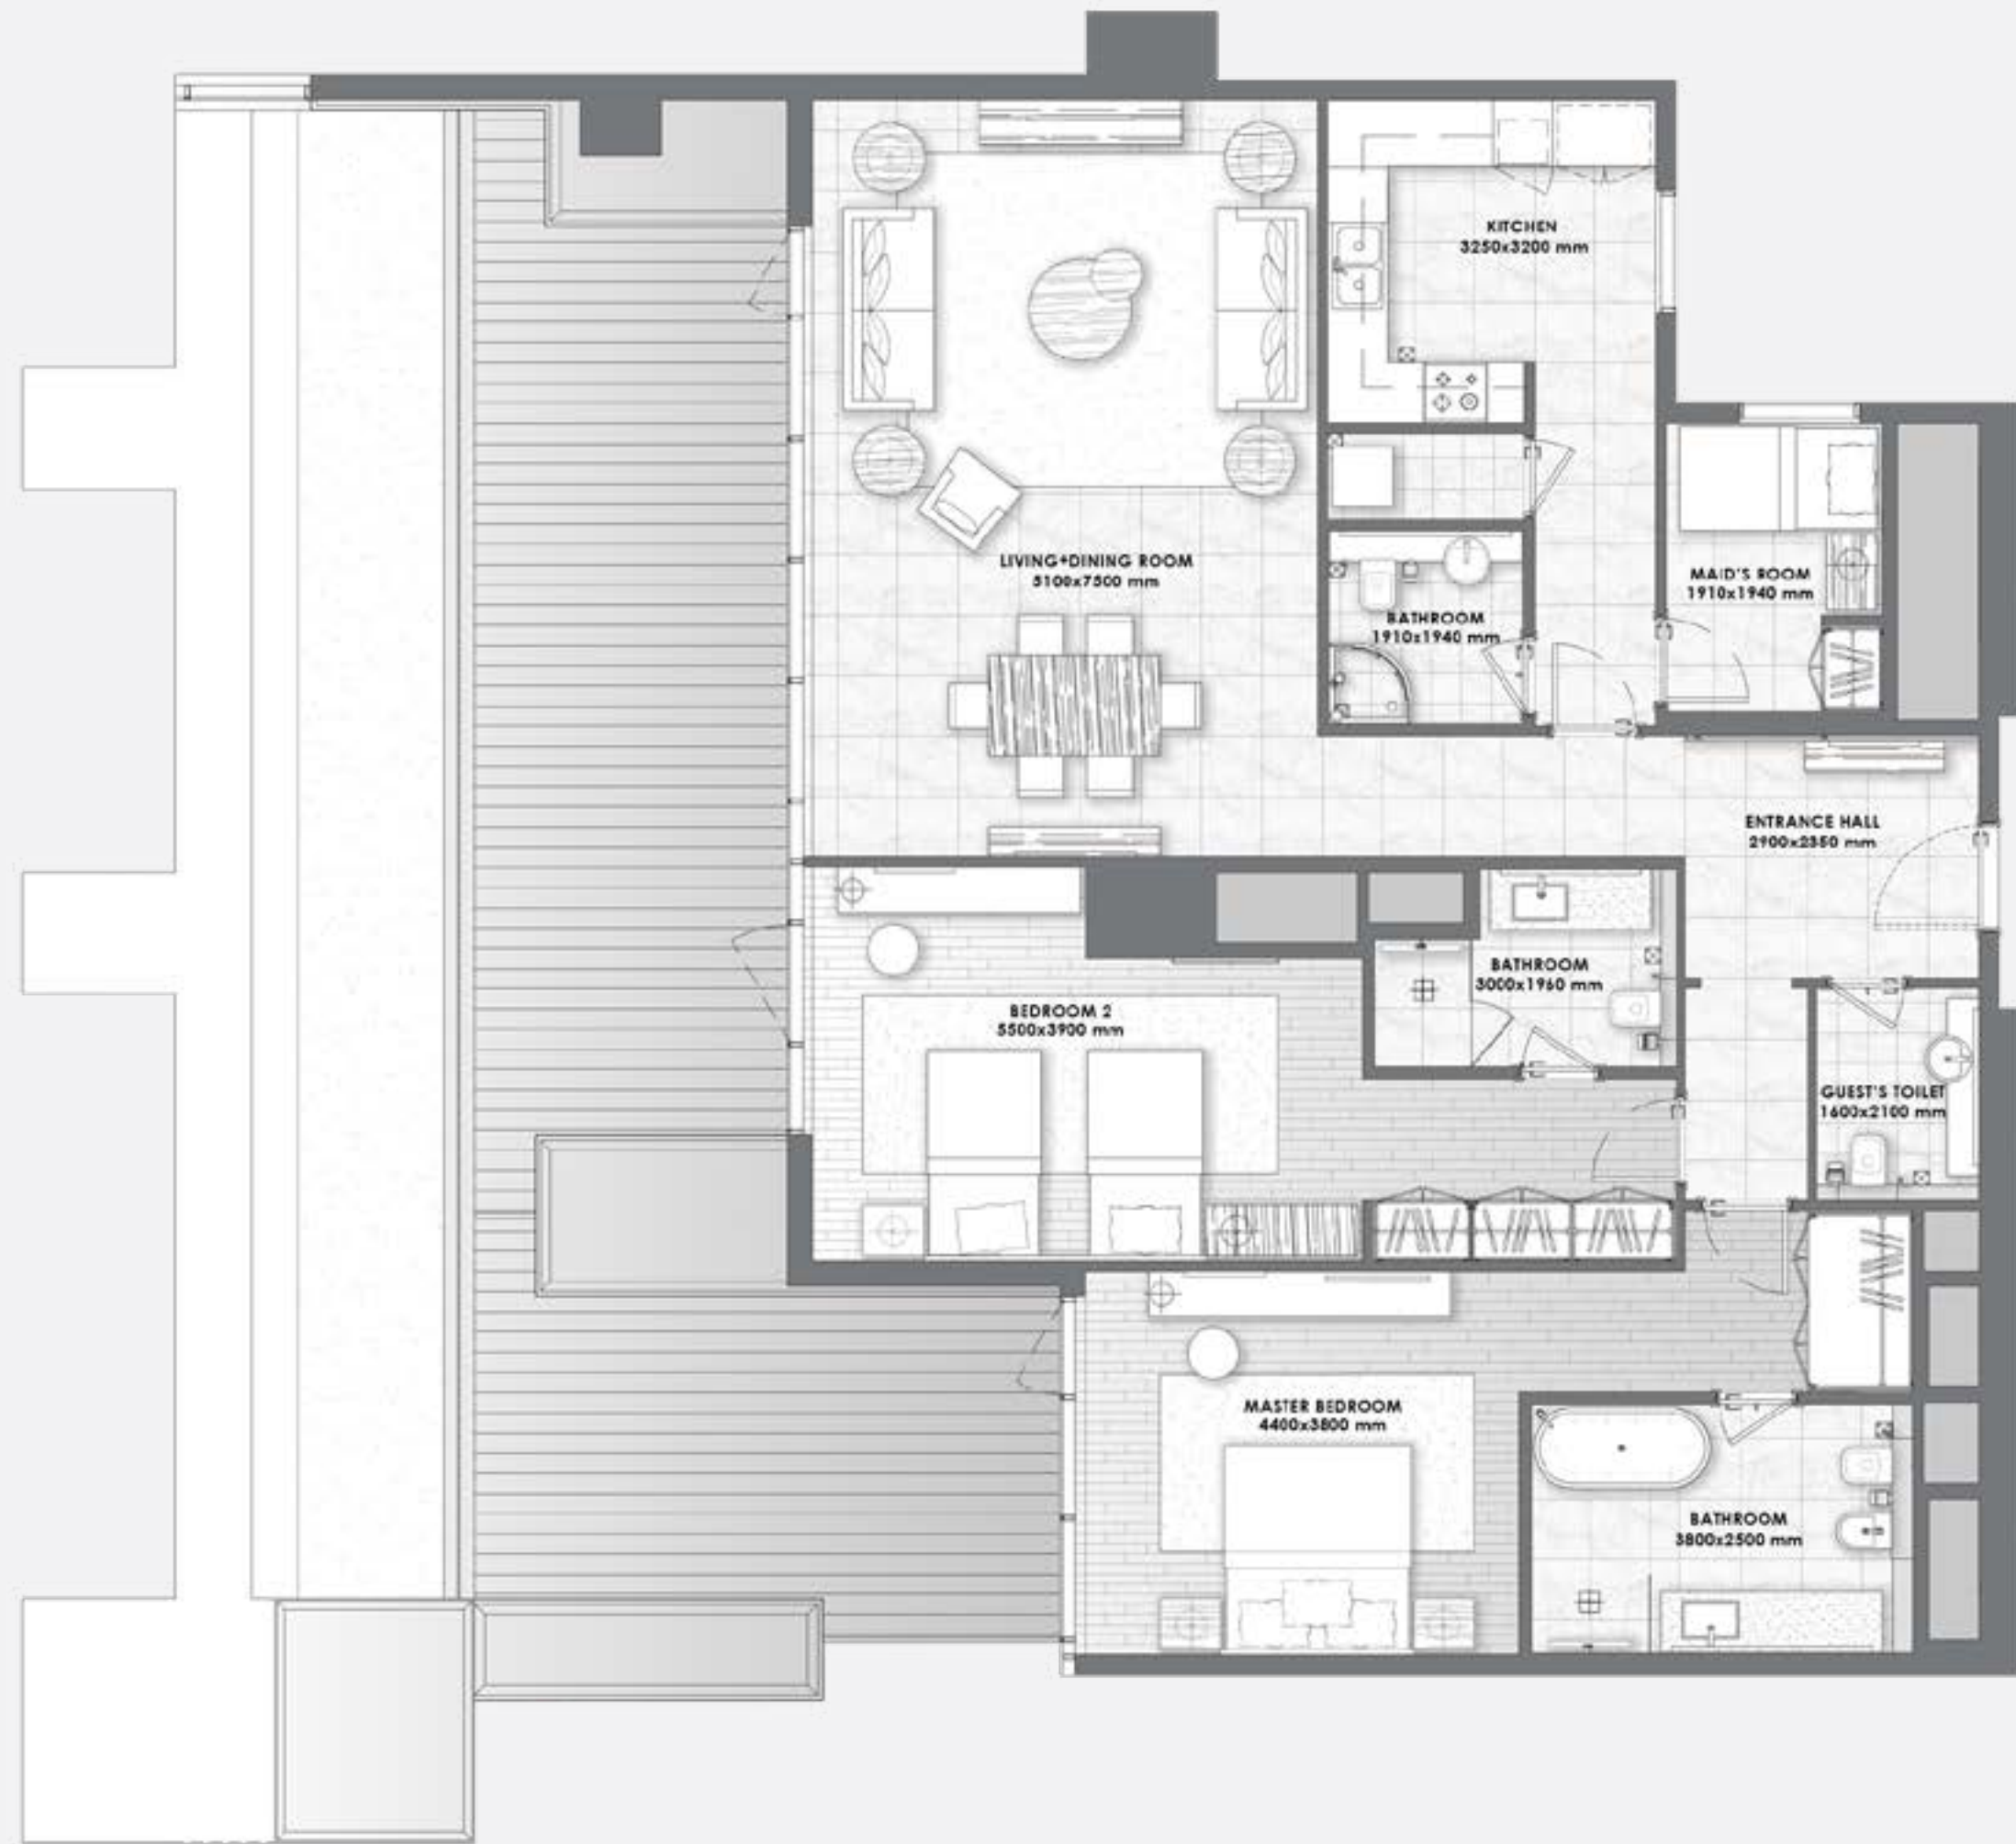 KITCHEN
3250x3200 mm
LIVING+DINING ROOM
5100x7500 mm
MAID'S ROOM
1910x1940 mm
BATHROOM
1910x1940 mm
ENTRANCE HALL
2900x2350 mm
BATHROOM
3000x1960 mm
BEDROOM 2
5500x3900 mm
GUEST'S TOILET
1600x2100 mm
MASTER BEDROOM
4400x3800 mm
BATHROOM
3800x2500 mm